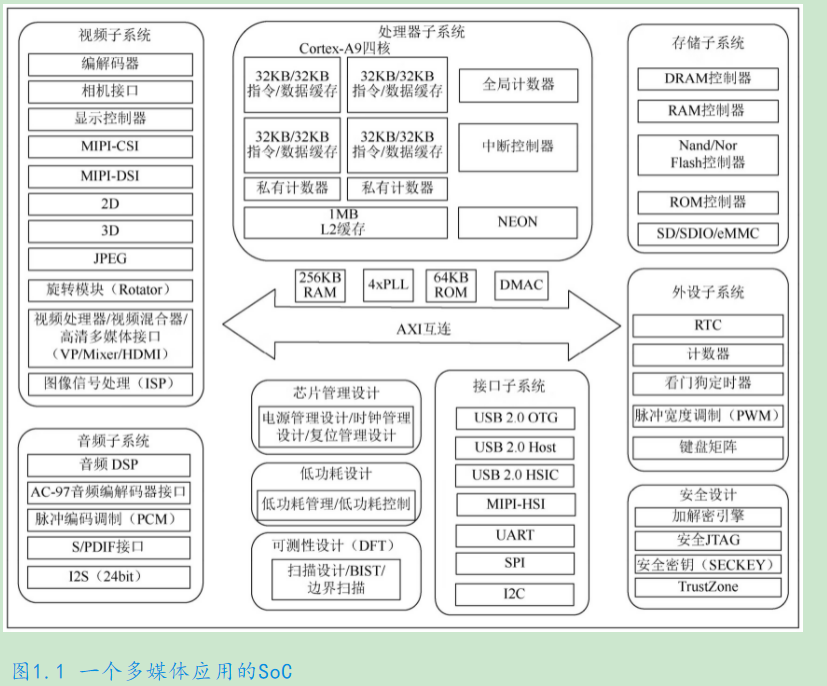 视频子系统
编解码器
相机接口
显示控制器
MIPI-CSI
MIPI-DSI
2D
3D
JPEG
旋转模块（Rotator）
视频处理器/视频混合器/
高清多媒体接口
（VP/Mixer/HDMI）
图像信号处理（ISP）
音频子系统
音频 DSP
AC-97音频编解码器接口
脉冲编码调制（PCM）
S/PDIF接口
I2S（24bit）
处理器子系统
Cortex-A9四核
32KB/32KB
指令/数据缓存
32KB/32KB
指令/数据缓存
全局计数器
32KB/32KB
指令/数据缓存
32KB/32KB
指令/数据缓存
中断控制器
私有计数器
私有计数器
1MB
L2缓存
NEON
256KB
RAM
4xPLL
64KB
ROM
DMAC
AXI互连
芯片管理设计
电源管理设计/时钟管理
设计/复位管理设计
低功耗设计
低功耗管理/低功耗控制
可测性设计（DFT）
扫描设计/BIST/
边界扫描
接口子系统
USB 2.0 OTG
USB 2.0 Host
USB 2.0 HSIC
MIPI-HSI
UART
SPI
I2C
存储子系统
DRAM控制器
RAM控制器
Nand/Nor
Flash控制器
ROM控制器
SD/SDIO/eMMC
外设子系统
RTC
计数器
看门狗定时器
脉冲宽度调制（PWM）
键盘矩阵
安全设计
加解密引擎
安全JTAG
安全密钥（SECKEY）
TrustZone
图1.1 一个多媒体应用的SoC